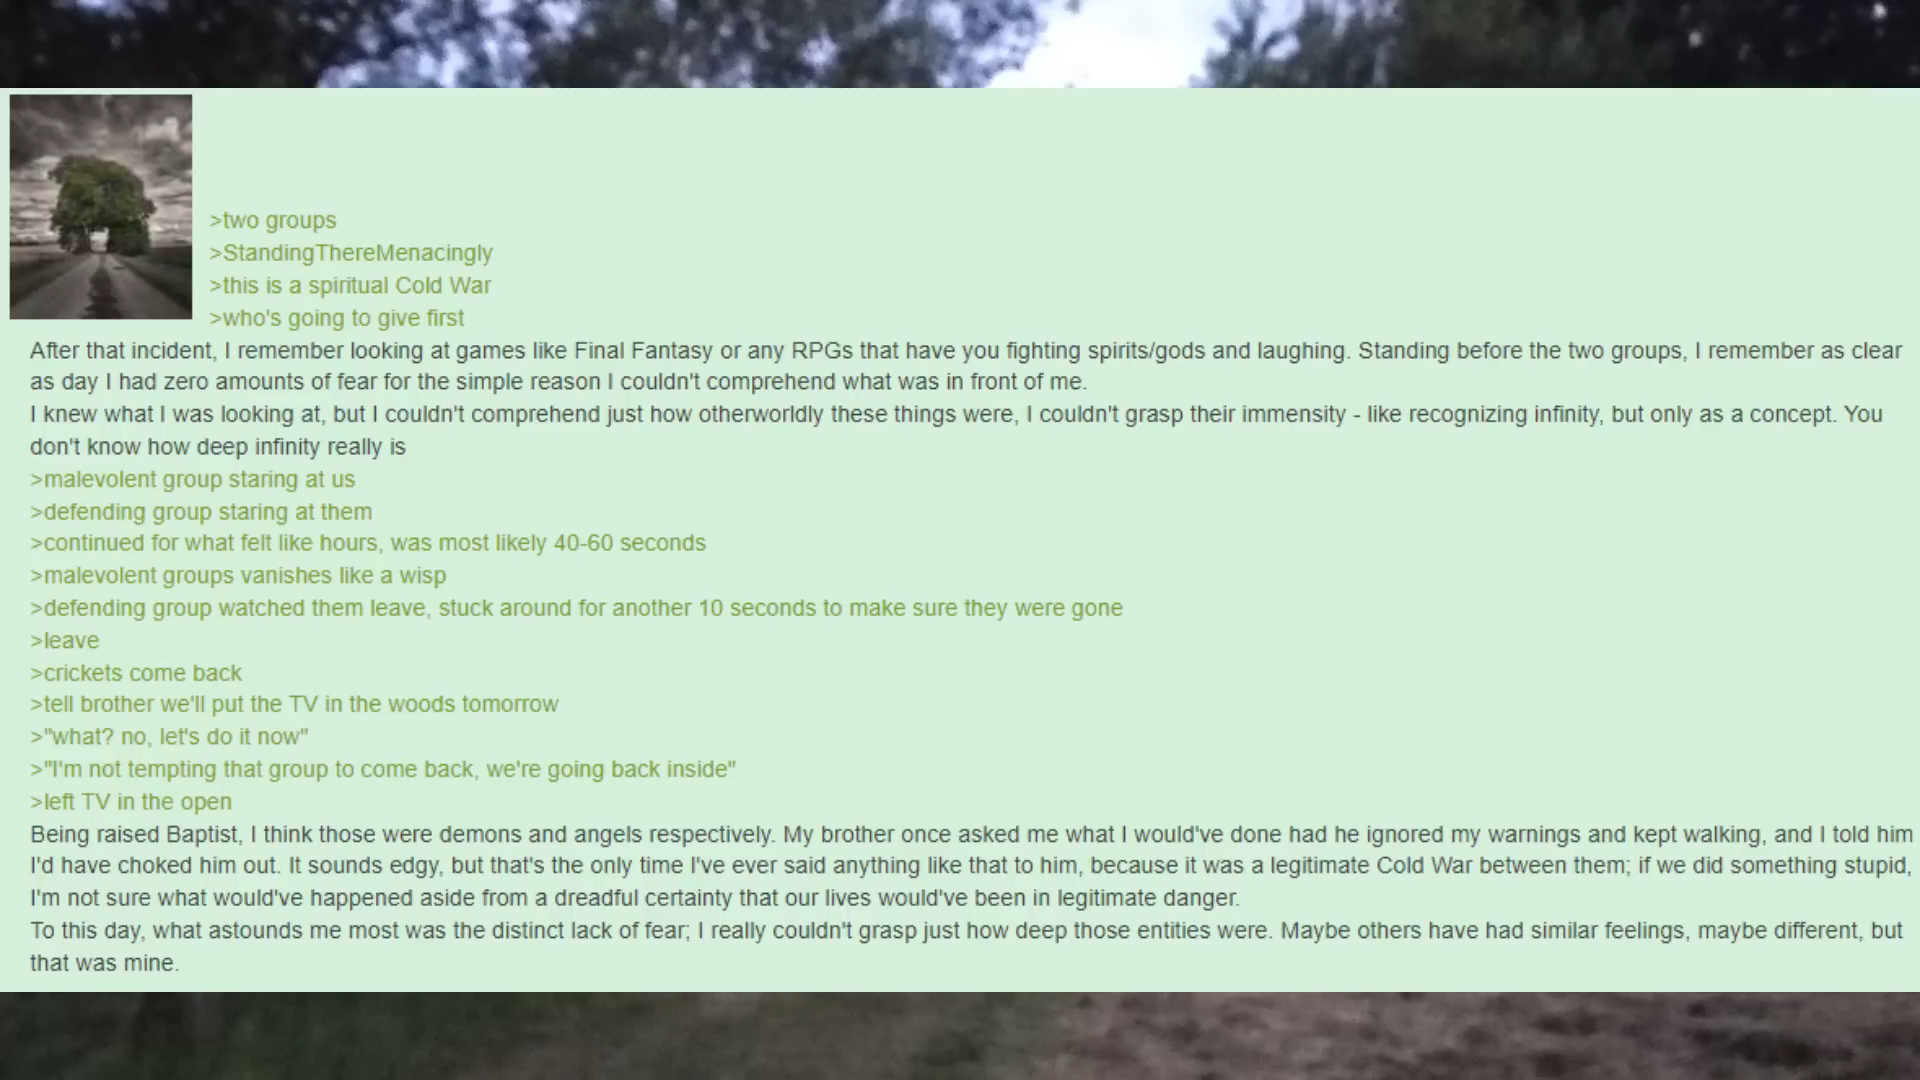 >two groups
>StandingThereMenacingly
>this is a spiritual Cold War
>who's going to give first
After that incident, I remember looking at games like Final Fantasy or any RPGs that have you fighting spirits/gods and laughing. Standing before the two groups, I remember as clear
as day I had zero amounts of fear for the simple reason I couldn't comprehend what was in front of me.
I knew what I was looking at, but I couldn't comprehend just how otherworldly these things were, I couldn't grasp their immensity - like recognizing infinity, but only as a concept. You
don't know how deep infinity really is
>malevolent group staring at us
>defending group staring at them
>continued for what felt like hours, was most likely 40-60 seconds
>malevolent groups vanishes like a wisp
>defending group watched them leave, stuck around for another 10 seconds to make sure they were gone
>leave
>crickets come back
>tell brother we'll put the TV in the woods tomorrow
>"what? no, let's do it now"
>"I'm not tempting that group to come back, we're going back inside"
>left TV in the open
Being raised Baptist, I think those were demons and angels respectively. My brother once asked me what I would've done had he ignored my warnings and kept walking, and I told him
I'd have choked him out. It sounds edgy, but that's the only time I've ever said anything like that to him, because it was a legitimate Cold War between them; if we did something stupid,
I'm not sure what would've happened aside from a dreadful certainty that our lives would've been in legitimate danger.
To this day, what astounds me most was the distinct lack of fear; I really couldn't grasp just how deep those entities were. Maybe others have had similar feelings, maybe different, but
that was mine.